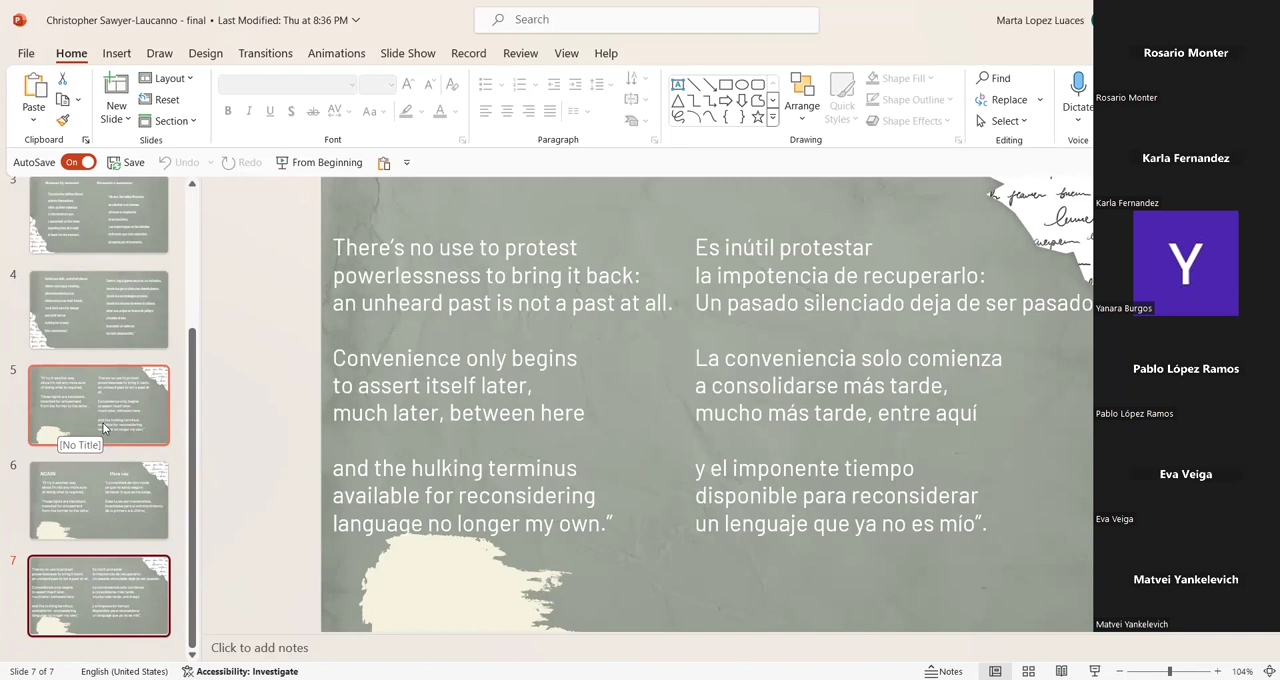 Christopher Sawyer-Laucanno - final • Last Modified: Thu at 8:36 PM
Search
Marta Lopez Luaces
File Home Insert Draw Design Transitions Animations Slide Show Record Review View Help
Paste
Clipboard
New
Slide
Layout
Reset
Section
Slides
B I U S ab AV Aa A
Font
Paragraph
Arrange
Quick
Styles
Shape Fill
Shape Outline
Shape Effects
Drawing
Find
Replace
Select
Editing
Dictate
Voice
AutoSave On Save Undo Redo From Beginning
3
4
5
[No Title]
6
AGAIN
7
There's no use to protest
powerlessness to bring it back:
an unheard past is not a past at all.
Convenience only begins
to assert itself later,
much later, between here
and the hulking terminus
available for reconsidering
language no longer my own.”
Es inútil protestar
la impotencia de recuperarlo:
Un pasado silenciado deja de ser pasado
La conveniencia solo comienza
a consolidarse más tarde,
mucho más tarde, entre aquí
y el imponente tiempo
disponible para reconsiderar
un lenguaje que ya no es mío”.
Click to add notes
Slide 7 of 7 English (United States) Accessibility: Investigate Notes 104%
Rosario Monter
Rosario Monter
Karla Fernandez
Karla Fernandez
Y
Yanara Burgos
Pablo López Ramos
Pablo López Ramos
Eva Veiga
Eva Veiga
Matvei Yankelevich
Matvei Yankelevich